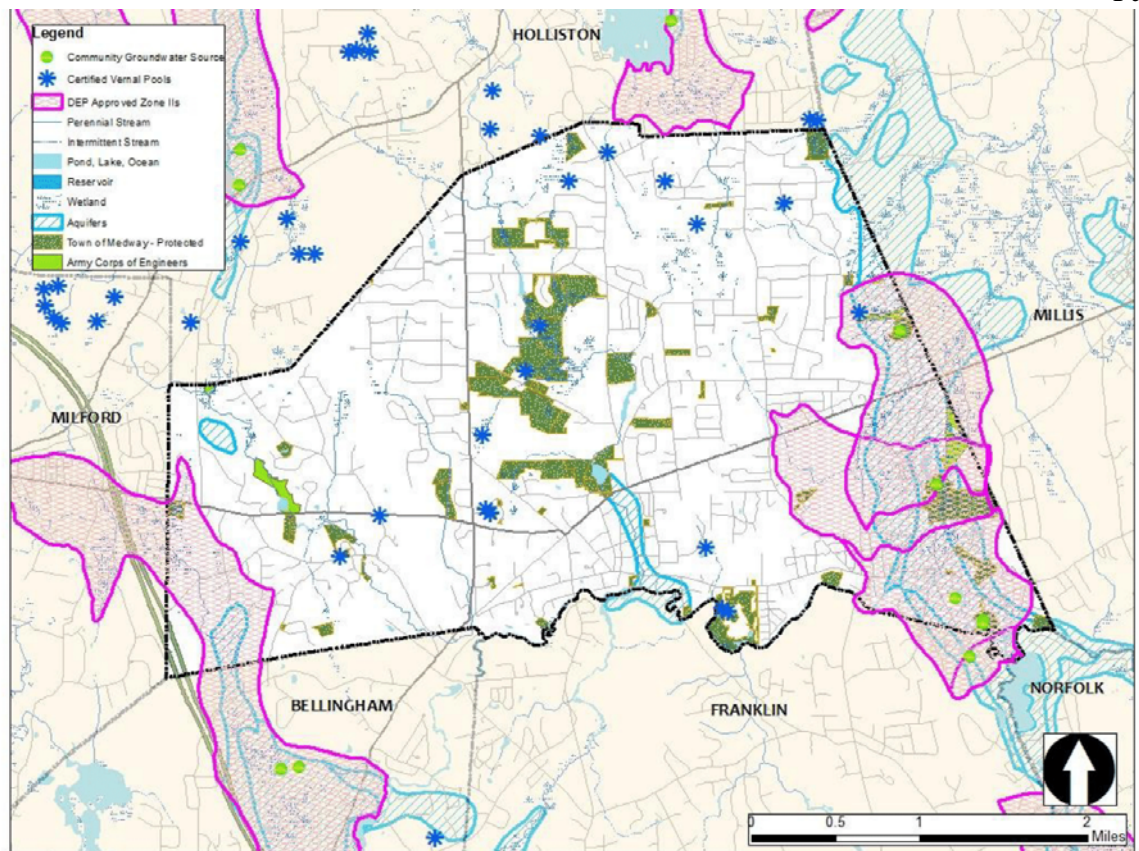 Legend
Community Groundwater Source
Certified Vernal Pools
DEP Approved Zone IIs
Perennial Stream
Intermittent Stream
Pond, Lake, Ocean
Reservoir
Wetland
Aquifers
Town of Medway - Protected
Army Corps of Engineers
HOLLISTON
MILLIS
MILFORD
BELLINGHAM
FRANKLIN
NORFOLK
0 0.5 1 2
Miles